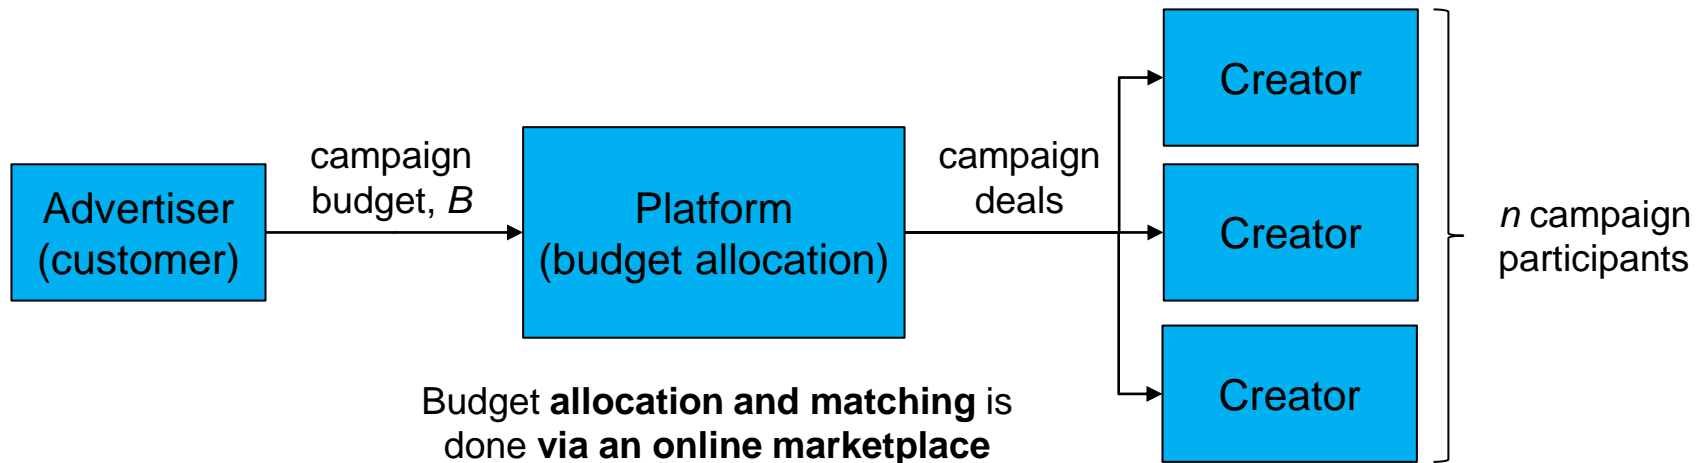 Advertiser
(customer)
campaign
budget, B
Platform
(budget allocation)
campaign
deals
Creator
Creator
Creator
n campaign
participants
Budget allocation and matching is
done via an online marketplace